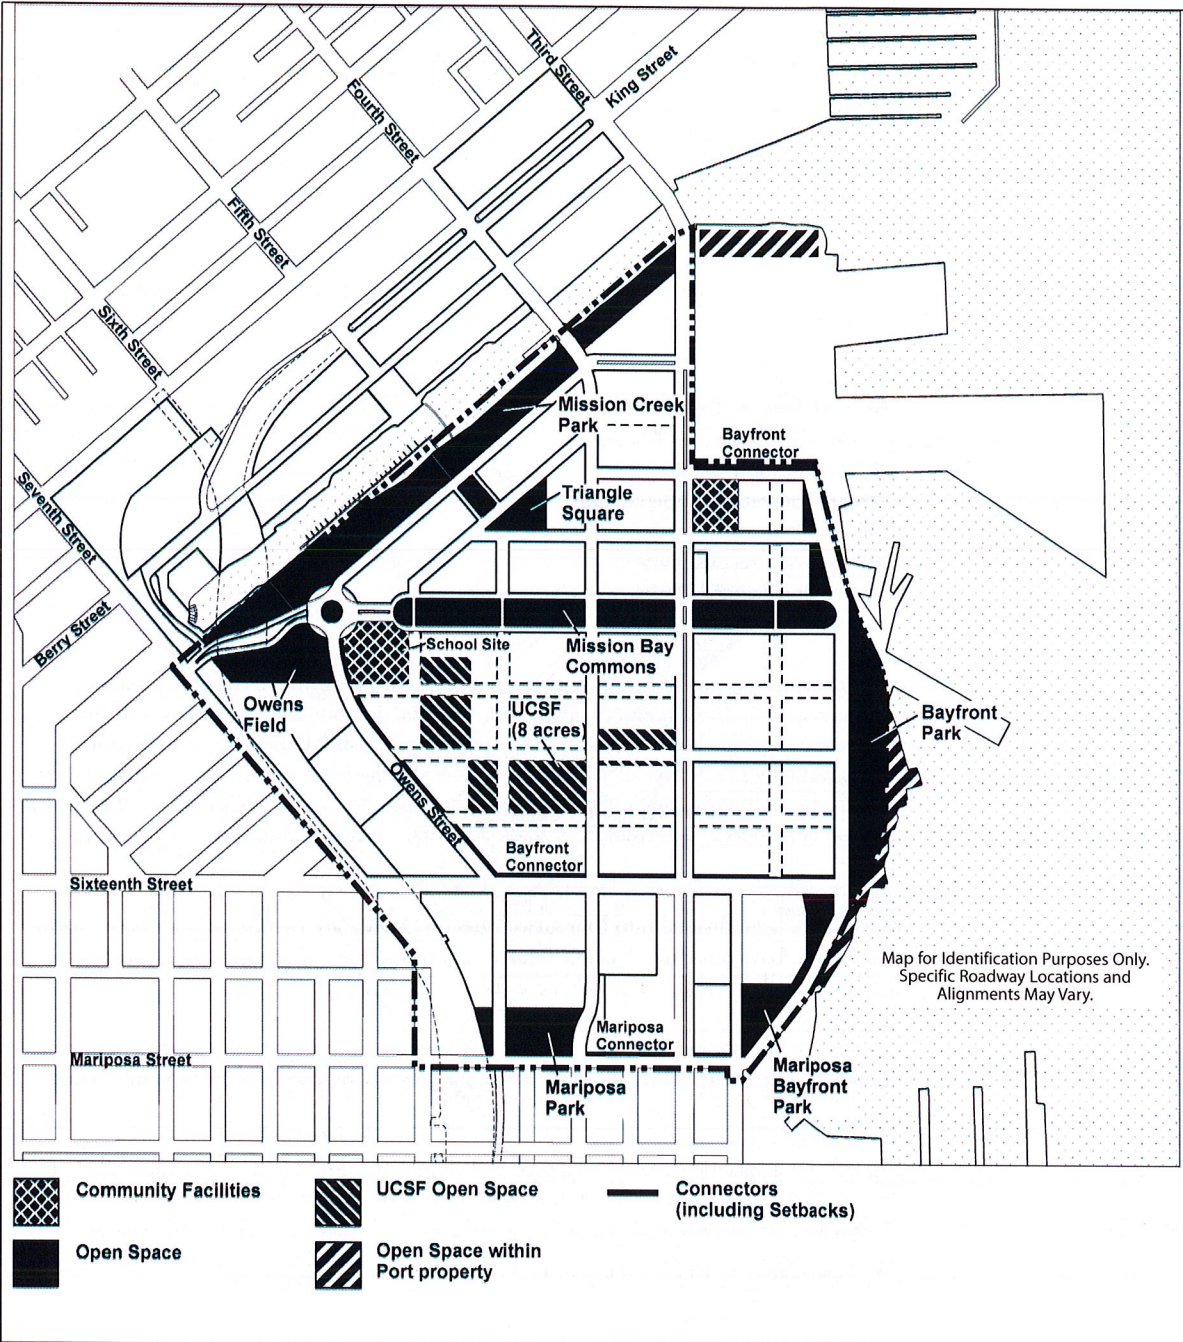 Third Street
King Street
Fourth Street
Fifth Street
Sixth Street
Seventh Street
Berry Street
Mission Creek
Park
Bayfront
Connector
Triangle
Square
School Site
Mission Bay
Commons
Owens
Field
UCSF
(8 acres)
Bayfront
Park
Owens Street
Bayfront
Connector
Sixteenth Street
Map for Identification Purposes Only.
Specific Roadway Locations and
Alignments May Vary.
Mariposa
Connector
Mariposa Street
Mariposa
Park
Mariposa
Bayfront
Park
Community Facilities
UCSF Open Space
Connectors
(including Setbacks)
Open Space
Open Space within
Port property